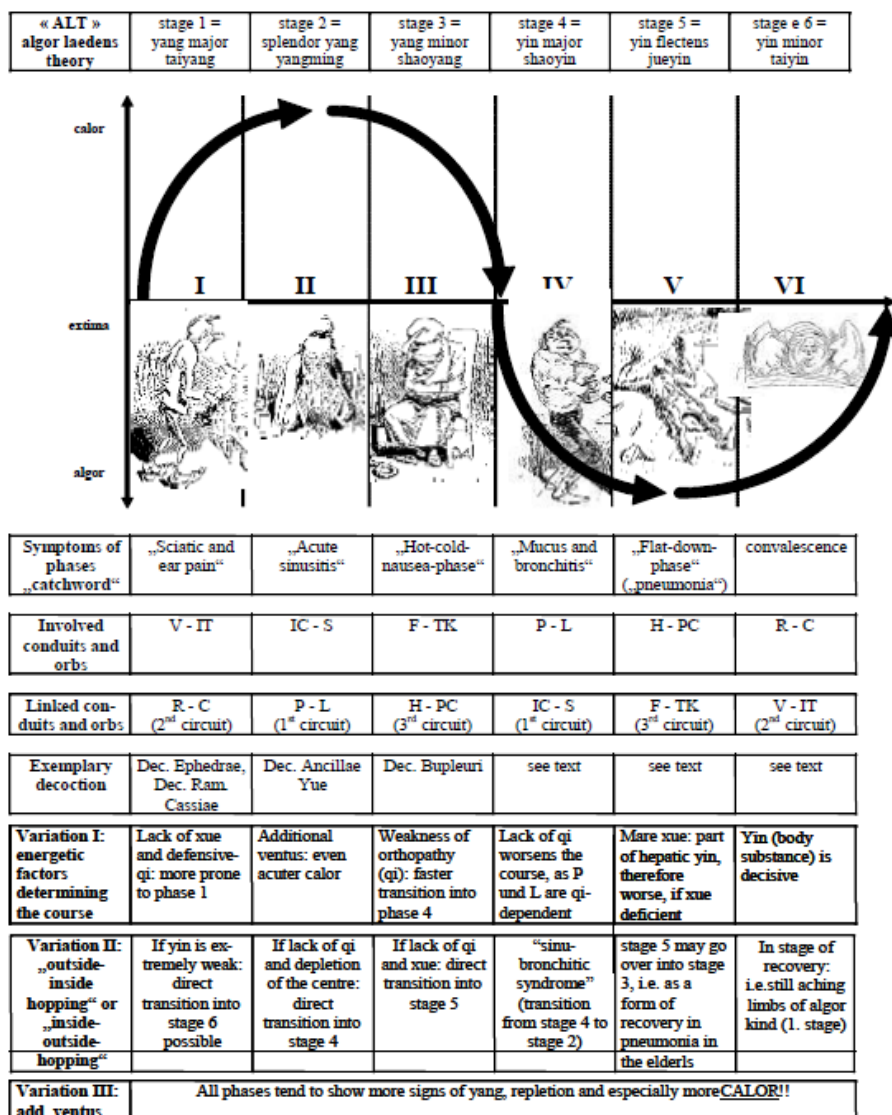 « ALT »
algor laedens
theory
stage 1 =
yang major
taiyang
stage 2 =
splendor yang
yangming
stage 3 =
yang minor
shaoyang
stage 4 =
yin major
shaoyin
stage 5 =
yin flectens
jueyin
stage e 6 =
yin minor
taiyin
calor
I II III IV V VI
extima
algor
Symptoms of
phases
„catchword“
„Sciatic and
ear pain“
„Acute
sinusitis“
„Hot-cold-
nausea-phase“
„Mucus and
bronchitis“
„Flat-down-
phase“
(„pneumonia“)
convalescence
Involved
conduits and
orbs
V - IT
IC - S
F - TK
P - L
H - PC
R - C
Linked con-
duits and orbs
R - C
(2nd circuit)
P - L
(1st circuit)
H - PC
(3rd circuit)
IC - S
(1st circuit)
F - TK
(3rd circuit)
V - IT
(2nd circuit)
Exemplary
decoction
Dec. Ephedrae,
Dec. Ram.
Cassiae
Dec. Ancillae
Yue
Dec. Bupleuri
see text
see text
see text
Variation I:
energetic
factors
determining
the course
Lack of xue
and defensive-
qi: more prone
to phase 1
Additional
ventus: even
acuter calor
Weakness of
orthopathy
(qi): faster
transition into
phase 4
Lack of qi
worsens the
course, as P
und L are qi-
dependent
Mare xue: part
of hepatic yin,
therefore
worse, if xue
deficient
Yin (body
substance) is
decisive
Variation II:
„outside-
inside
hopping“ or
„inside-
outside-
hopping“
If yin is ex-
tremely weak:
direct
transition into
stage 6
possible
If lack of qi
and depletion
of the centre:
direct
transition into
stage 4
If lack of qi
and xue: direct
transition into
stage 5
“sinu-
bronchitic
syndrome”
(transition
from stage 4 to
stage 2)
stage 5 may go
over into stage
3, i.e. as a
form of
recovery in
pneumonia in
the elderls
In stage of
recovery:
i.e.still aching
limbs of algor
kind (1. stage)
Variation III:
add. ventus
All phases tend to show more signs of yang, repletion and especially moreCALOR!!